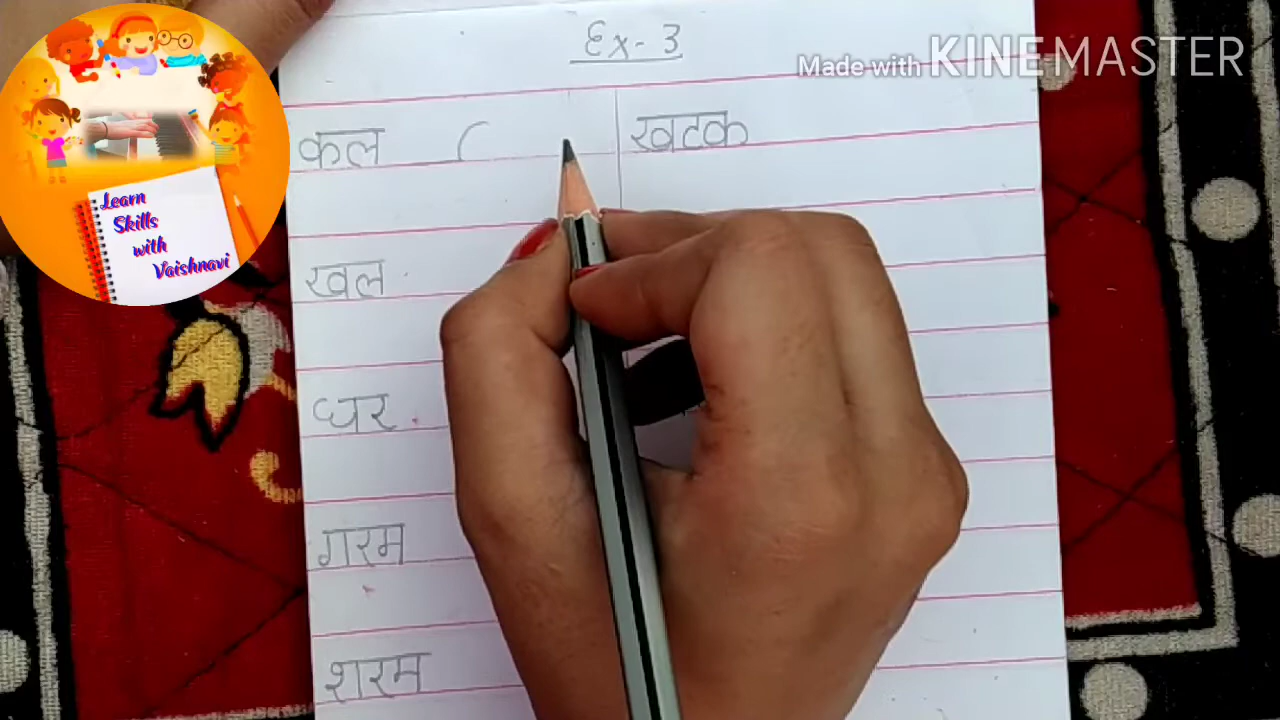 Ex-3
Made with KINEMASTER
कल
खटक
Learn
Skills
with
Vaishnavi
खल
घर
गरम
शरम